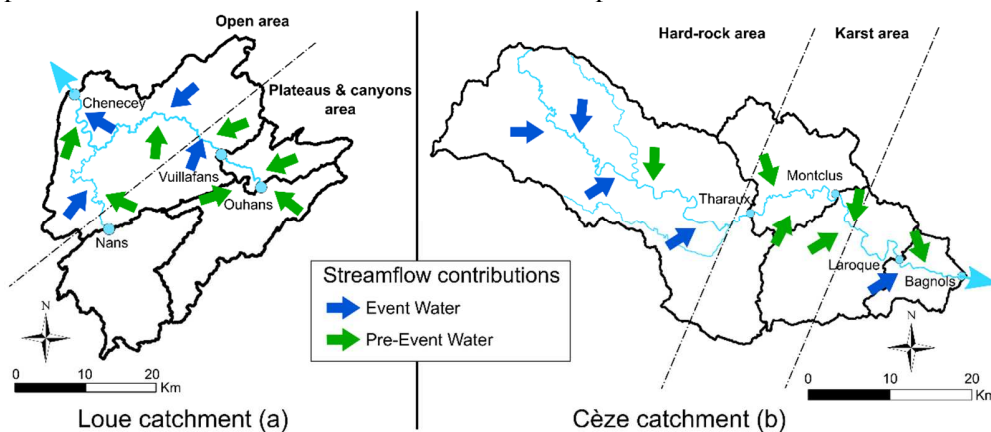 Open area
Plateaus & canyons
area
Chenecey
Vuillafans
Ouhans
Nans
N
0 10 20
Km
Loue catchment (a)
Streamflow contributions
Event Water
Pre-Event Water
Hard-rock area
Karst area
Tharaux
Montclus
Laroque
Bagnols
N
0 10 20
Km
Cèze catchment (b)